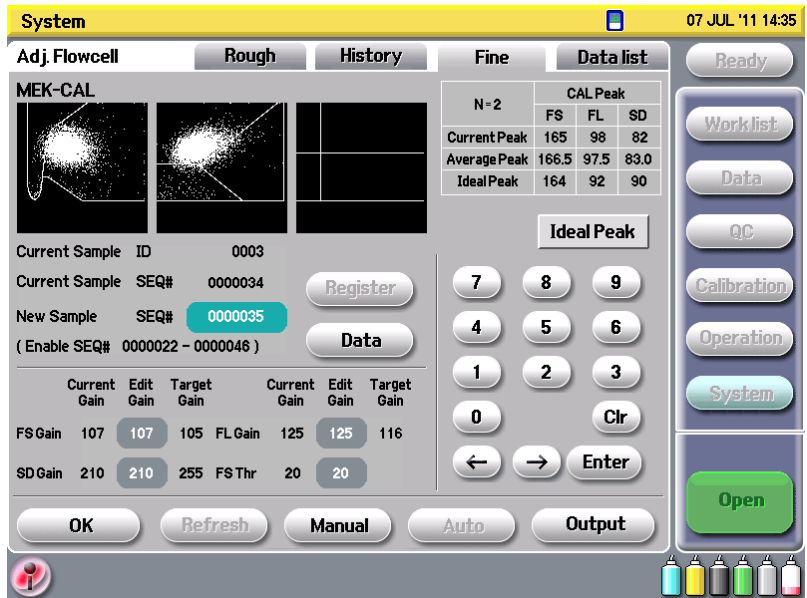 System
07 JUL '11 14:35
Adj. Flowcell
Rough
History
Fine
Data list
Ready
MEK-CAL
N=2
CAL Peak
FS FL SD
Current Peak 165 98 82
Average Peak 166.5 97.5 83.0
Ideal Peak 164 92 90
Ideal Peak
Current Sample ID 0003
Current Sample SEQ# 0000034
New Sample SEQ# 0000035
( Enable SEQ# 0000022 - 0000046 )
Register
Data
Current Gain Edit Gain Target Gain Current Gain Edit Gain Target Gain
FS Gain 107 107 105 FL Gain 125 125 116
SD Gain 210 210 255 FS Thr 20 20
7 8 9
4 5 6
1 2 3
0 Clr
← → Enter
OK
Refresh
Manual
Auto
Output
Work list
Data
QC
Calibration
Operation
System
Open